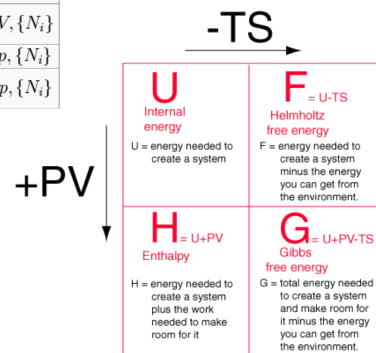 V, {N_i}
p, {N_i}
p, {N_i}
-TS
+PV
U
Internal
energy
U = energy needed to
create a system
F = U-TS
Helmholtz
free energy
F = energy needed to
create a system
minus the energy
you can get from
the environment.
H = U+PV
Enthalpy
H = energy needed to
create a system
plus the work
needed to make
room for it
G = U+PV-TS
Gibbs
free energy
G = total energy needed
to create a system
and make room for
it minus the energy
you can get from
the environment.